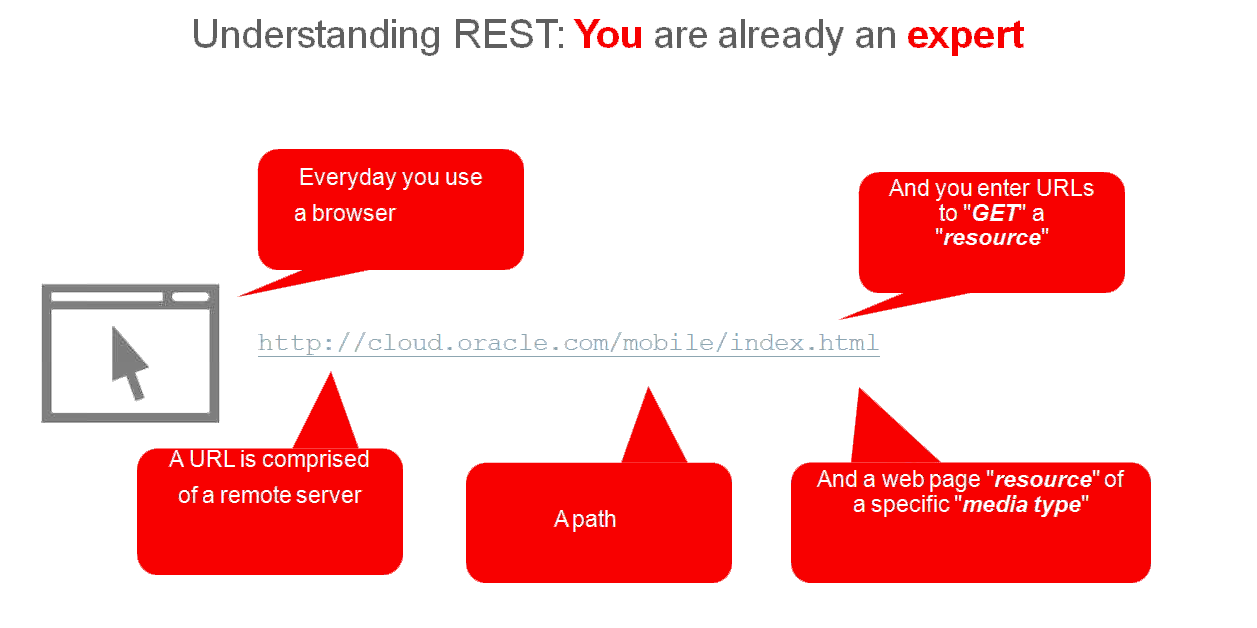 Understanding REST: You are already an expert
Everyday you use
a browser
And you enter URLs
to "GET" a
"resource"
http://cloud.oracle.com/mobile/index.html
A URL is comprised
of a remote server
A path
And a web page "resource" of
a specific "media type"